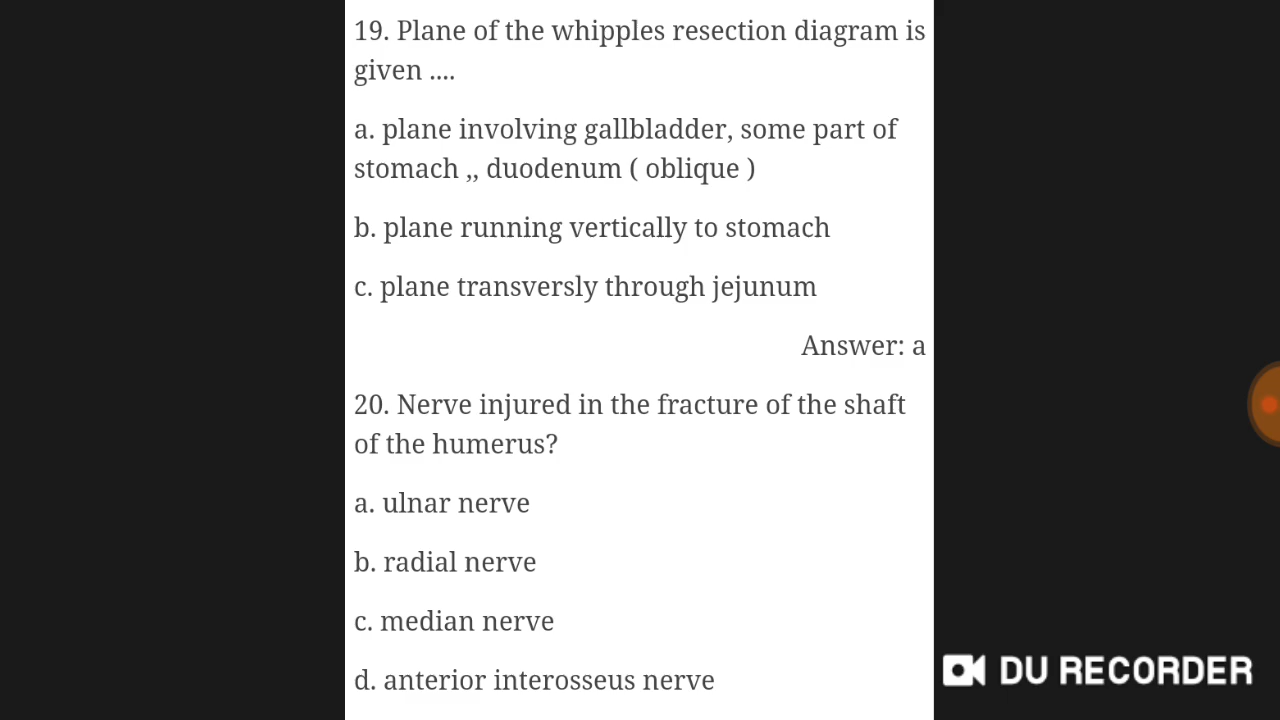 19. Plane of the whipples resection diagram is
given ....
a. plane involving gallbladder, some part of
stomach ,, duodenum ( oblique )
b. plane running vertically to stomach
c. plane transversly through jejunum
Answer: a
20. Nerve injured in the fracture of the shaft
of the humerus?
a. ulnar nerve
b. radial nerve
c. median nerve
d. anterior interosseus nerve
DU RECORDER